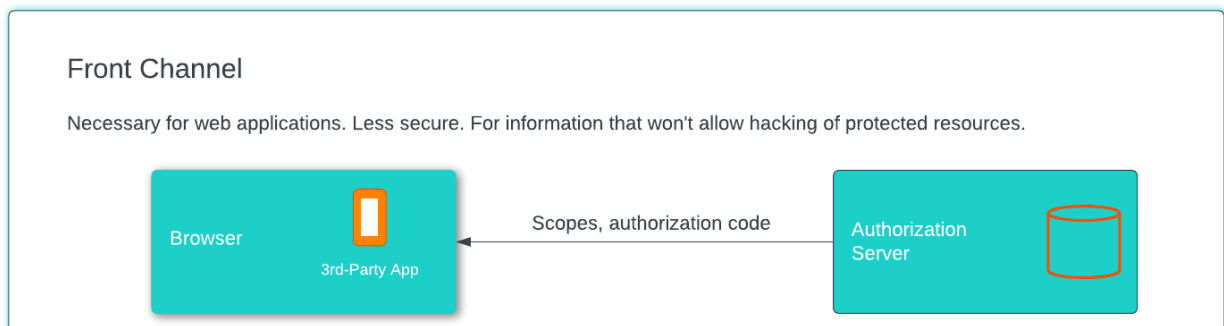 Front Channel
Necessary for web applications. Less secure. For information that won't allow hacking of protected resources.
Browser
3rd-Party App
Scopes, authorization code
Authorization
Server